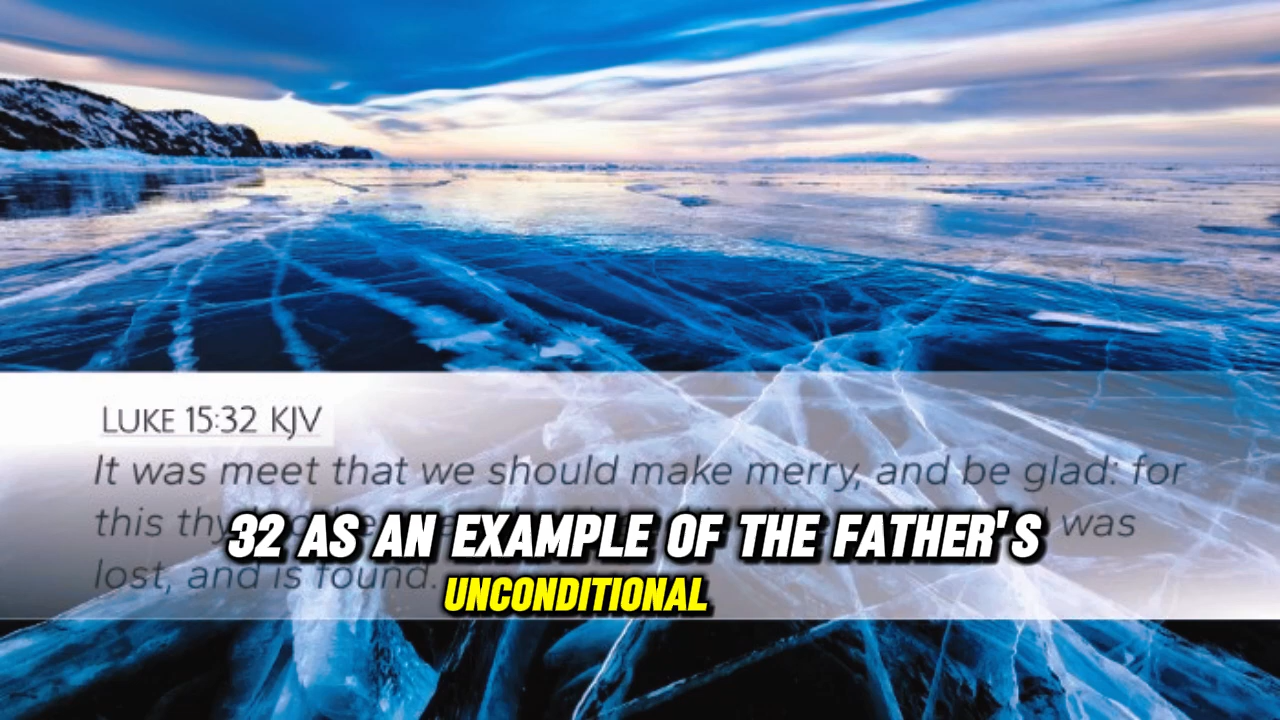 LUKE 15:32 KJV
It was meet that we should make merry, and be glad: for
this thy was
lost, and is found.
32 AS AN EXAMPLE OF THE FATHER'S
UNCONDITIONAL